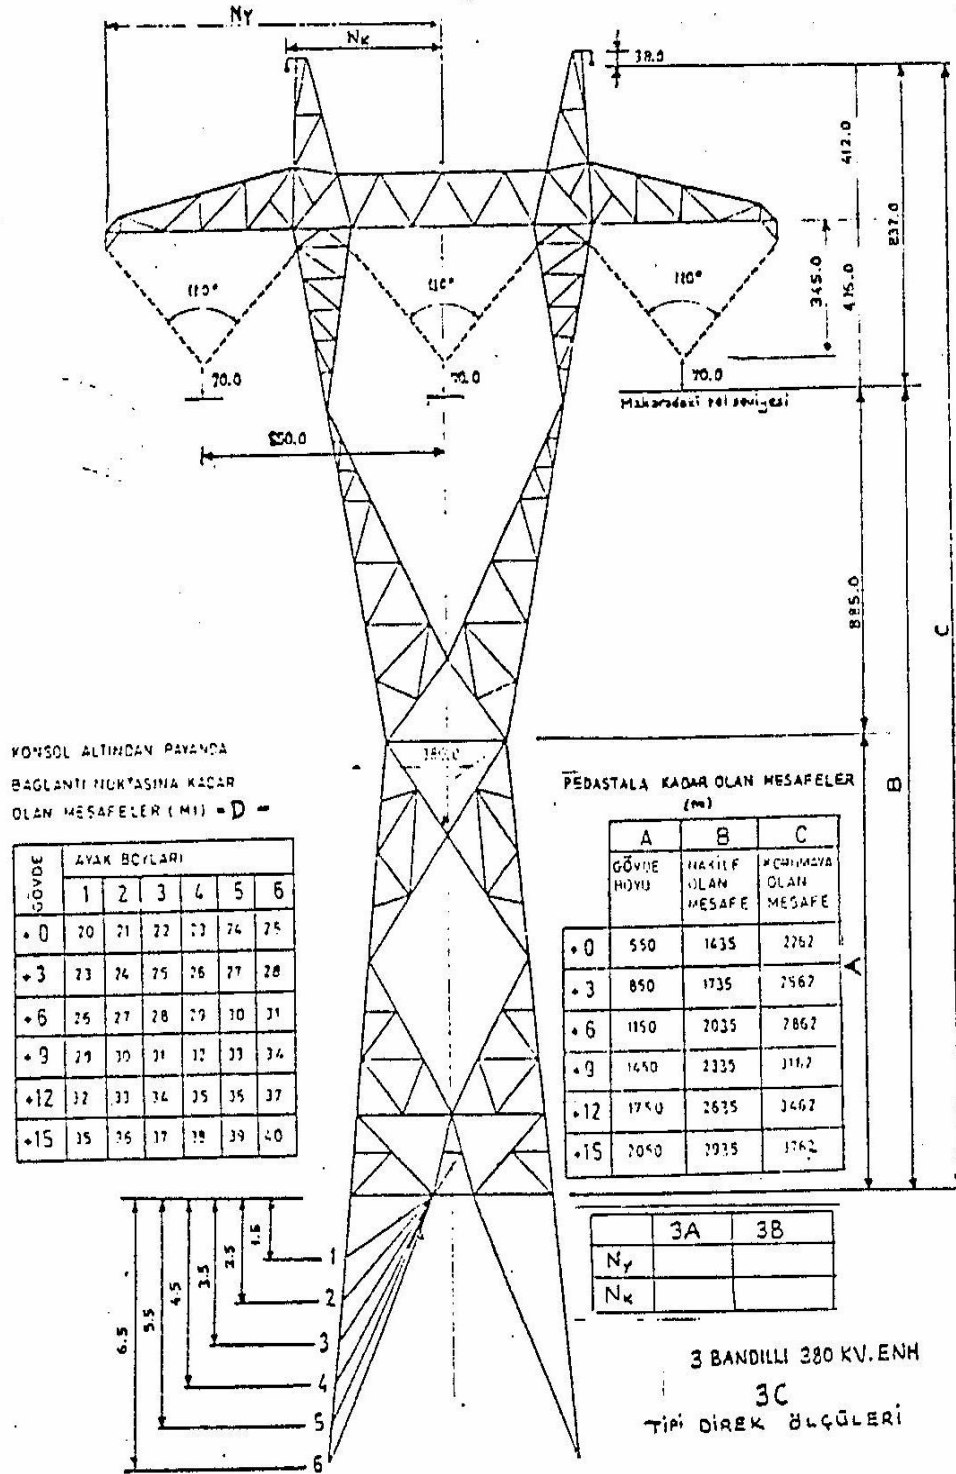 Ny
Nk
38.0
412.0
837.0
110°
110°
110°
345.0
415.0
70.0
70.0
70.0
Makaradaki tel seviyesi
850.0
885.0
C
380.0
B
A
KONSOL ALTINDAN PAYANDA
BAGLANTI NOKTASINA KADAR
OLAN MESAFELER (Mt) = D =
GÖVDE AYAK BOYLARI
1 2 3 4 5 6
+0 20 21 22 23 24 25
+3 23 24 25 26 27 28
+6 26 27 28 29 30 31
+9 29 30 31 32 33 34
+12 32 33 34 35 36 37
+15 35 36 37 38 39 40
PEDASTALA KADAR OLAN MESAFELER
(m)
A B C
GÖVDE NAKİLE KORUMAYA
BOYU OLAN OLAN
MESAFE MESAFE
+0 550 1435 2262
+3 850 1735 2562
+6 1150 2035 2862
+9 1450 2335 3162
+12 1750 2635 3462
+15 2050 2935 3762
1.5
2.5
3.5
4.5
5.5
6.5
1
2
3
4
5
6
3A 3B
Ny
Nk
3 BANDILLI 380 KV. ENH
3C
TİPİ DİREK ÖLÇÜLERİ